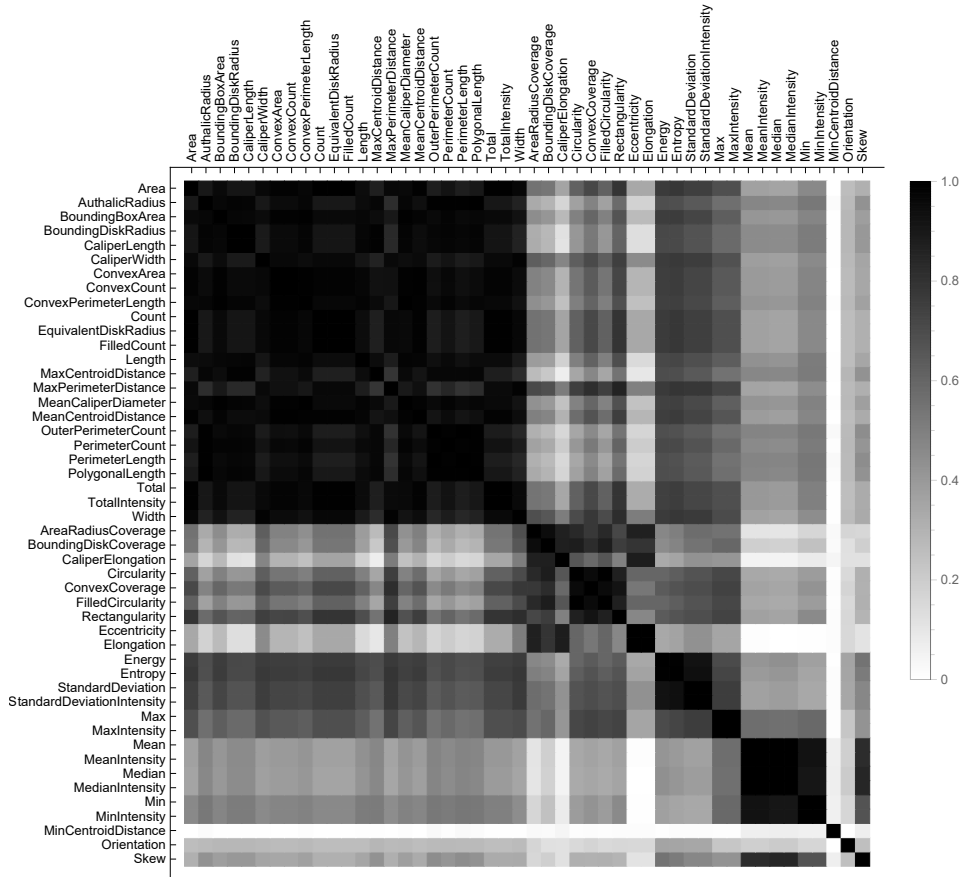 Area
AuthalicRadius
BoundingBoxArea
BoundingDiskRadius
CaliperLength
CaliperWidth
ConvexArea
ConvexCount
ConvexPerimeterLength
Count
EquivalentDiskRadius
FilledCount
Length
MaxCentroidDistance
MaxPerimeterDistance
MeanCaliperDiameter
MeanCentroidDistance
OuterPerimeterCount
PerimeterCount
PerimeterLength
PolygonalLength
Total
TotalIntensity
Width
AreaRadiusCoverage
BoundingDiskCoverage
CaliperElongation
Circularity
ConvexCoverage
FilledCircularity
Rectangularity
Eccentricity
Elongation
Energy
Entropy
StandardDeviation
StandardDeviationIntensity
Max
MaxIntensity
Mean
MeanIntensity
Median
MedianIntensity
Min
MinIntensity
MinCentroidDistance
Orientation
Skew
Area
AuthalicRadius
BoundingBoxArea
BoundingDiskRadius
CaliperLength
CaliperWidth
ConvexArea
ConvexCount
ConvexPerimeterLength
Count
EquivalentDiskRadius
FilledCount
Length
MaxCentroidDistance
MaxPerimeterDistance
MeanCaliperDiameter
MeanCentroidDistance
OuterPerimeterCount
PerimeterCount
PerimeterLength
PolygonalLength
Total
TotalIntensity
Width
AreaRadiusCoverage
BoundingDiskCoverage
CaliperElongation
Circularity
ConvexCoverage
FilledCircularity
Rectangularity
Eccentricity
Elongation
Energy
Entropy
StandardDeviation
StandardDeviationIntensity
Max
MaxIntensity
Mean
MeanIntensity
Median
MedianIntensity
Min
MinIntensity
MinCentroidDistance
Orientation
Skew
1.0
0.8
0.6
0.4
0.2
0